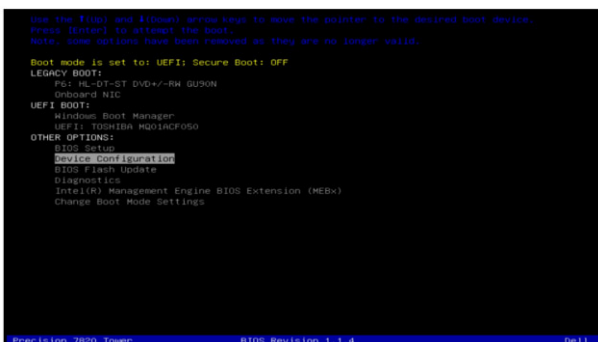 Use the ↑(Up) and ↓(Down) arrow keys to move the pointer to the desired boot device.
Press [Enter] to attempt the boot.
Note, some options have been removed as they are no longer valid.
Boot mode is set to: UEFI; Secure Boot: OFF
LEGACY BOOT:
P6: HL-DT-ST DVD+/-RW GU90N
Onboard NIC
UEFI BOOT:
Windows Boot Manager
UEFI: TOSHIBA MQ01ACF050
OTHER OPTIONS:
BIOS Setup
Device Configuration
BIOS Flash Update
Diagnostics
Intel(R) Management Engine BIOS Extension (MEBx)
Change Boot Mode Settings
Precision 7820 Tower BIOS Revision 1.1.4 Dell